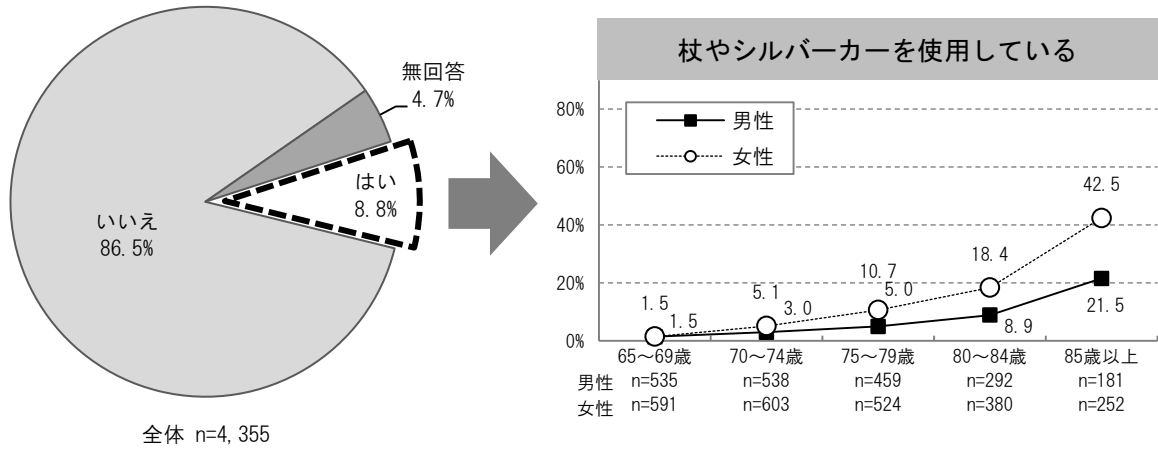 無回答
4.7%
はい
8.8%
いいえ
86.5%
全体 n=4,355
杖やシルバーカーを使用している
男性
女性
80%
60%
40%
20%
0%
1.5
5.1
10.7
18.4
42.5
1.5
3.0
5.0
8.9
21.5
65～69歳 70～74歳 75～79歳 80～84歳 85歳以上
男性 n=535 n=538 n=459 n=292 n=181
女性 n=591 n=603 n=524 n=380 n=252